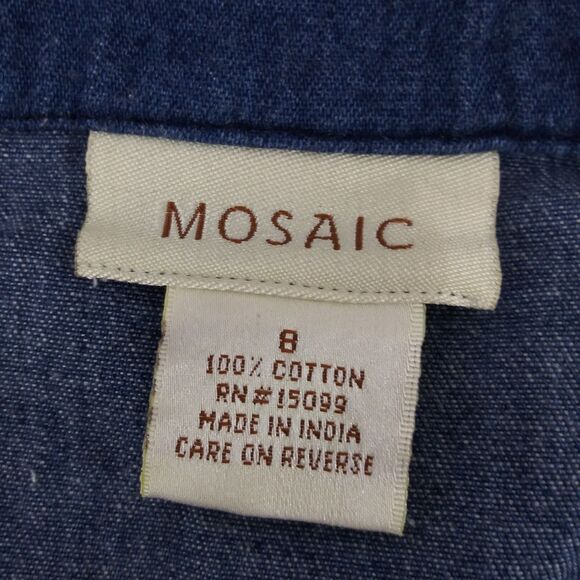 MOSAIC
8
100% COTTON
RN#15099
MADE IN INDIA
CARE ON REVERSE